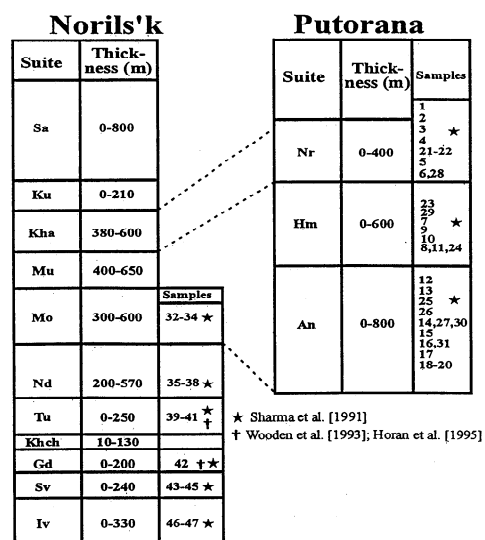 Norils'k
Suite Thick-
ness (m)
Sa 0-800
Ku 0-210
Kha 380-600
Mu 400-650
Samples
Mo 300-600 32-34 ★
Nd 200-570 35-38 ★
Tu 0-250 39-41 ★
†
Khch 10-130
Gd 0-200 42 †★
Sv 0-240 43-45 ★
Iv 0-330 46-47 ★
Putorana
Suite Thick-
ness (m) Samples
Nr 0-400
1
2
3 ★
4
21-22
5
6,28
Hm 0-600
23
29
7 ★
9
10
8,11,24
An 0-800
12
13
25 ★
26
14,27,30
15
16,31
17
18-20
★ Sharma et al. [1991]
† Wooden et al. [1993]; Horan et al. [1995]